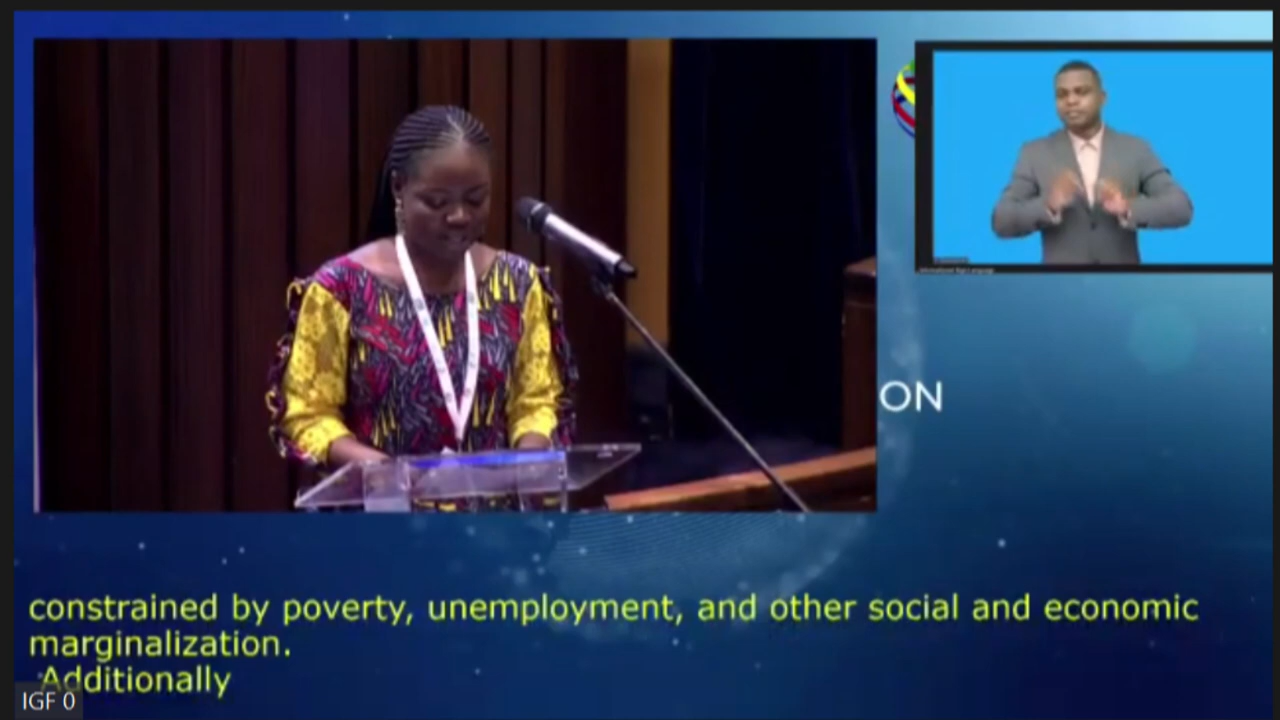 ON
constrained by poverty, unemployment, and other social and economic
marginalization.
Additionally
IGF 0